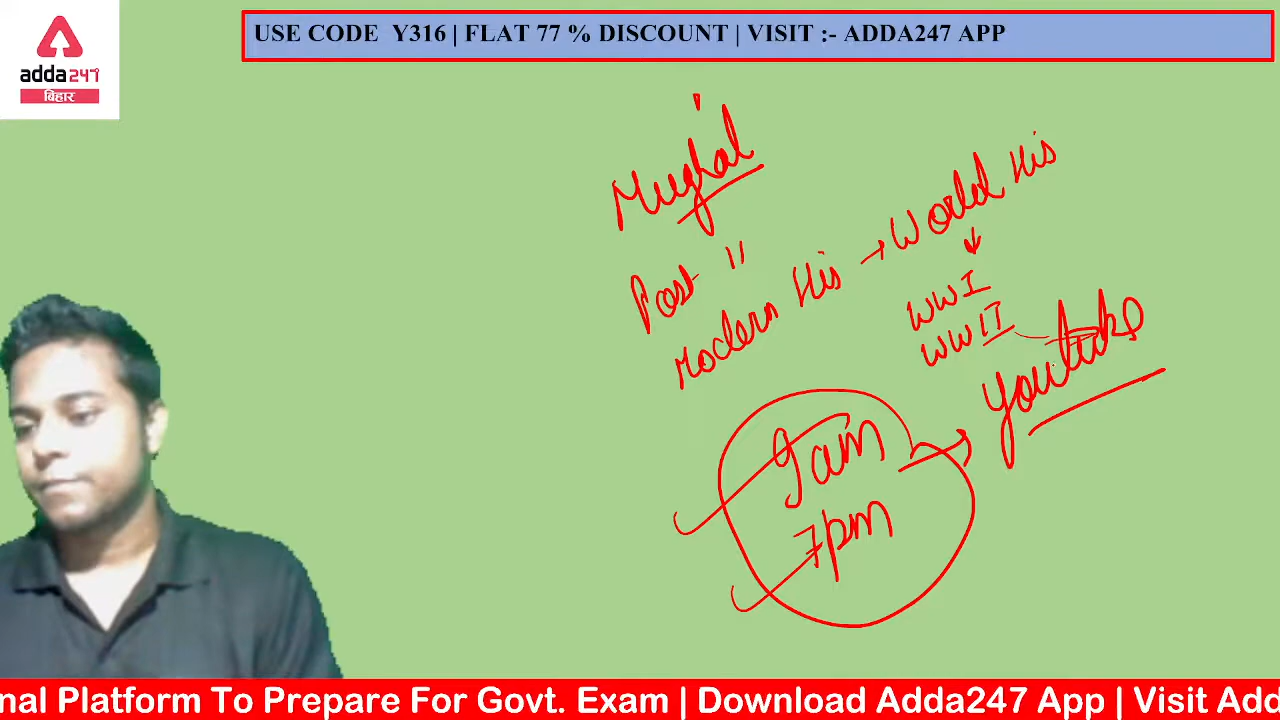 USE CODE Y316 | FLAT 77 % DISCOUNT | VISIT :- ADDA247 APP
adda247
बिहार
Mughal
Post "
Modern His → World His
WW I
WW II
Youtube
9am
7pm
nal Platform To Prepare For Govt. Exam | Download Adda247 App | Visit Add